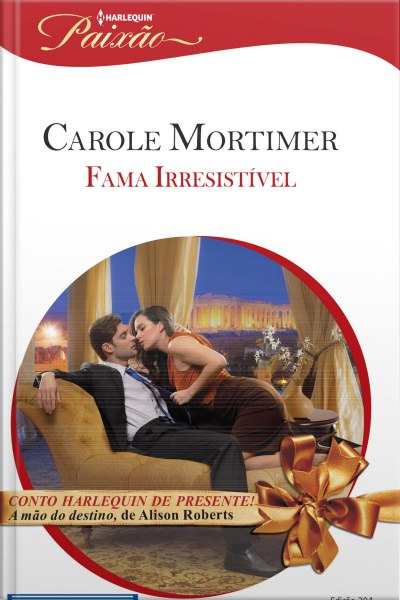 HARLEQUIN
Paixão
CAROLE MORTIMER
FAMA IRRESISTÍVEL
CONTO HARLEQUIN DE PRESENTE!
A mão do destino, de Alison Roberts